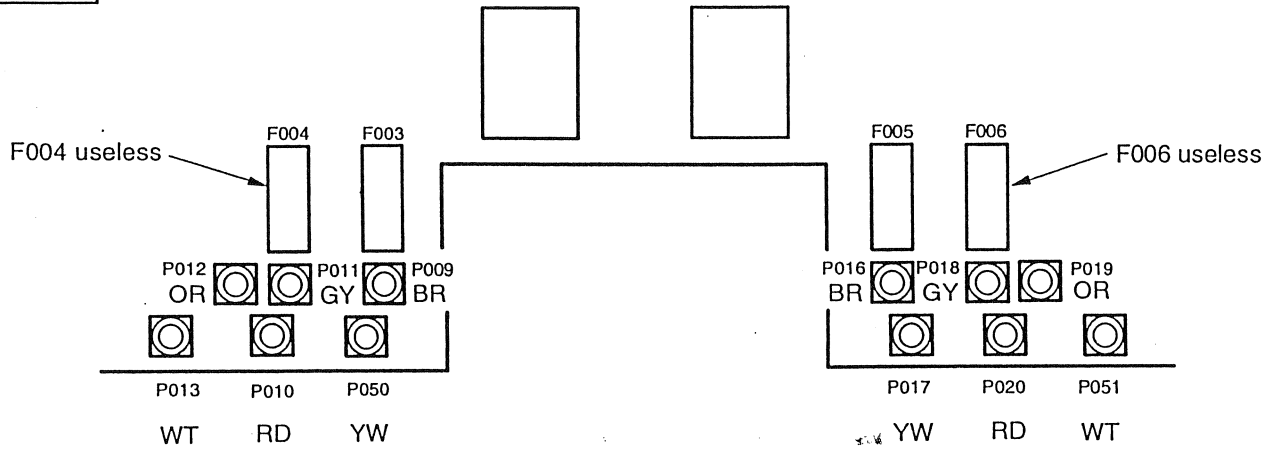 F004 F003 F005 F006
F004 useless F006 useless
P012 P011 P009 P016 P018 P019
OR GY BR BR GY OR
P013 P010 P050 P017 P020 P051
WT RD YW YW RD WT